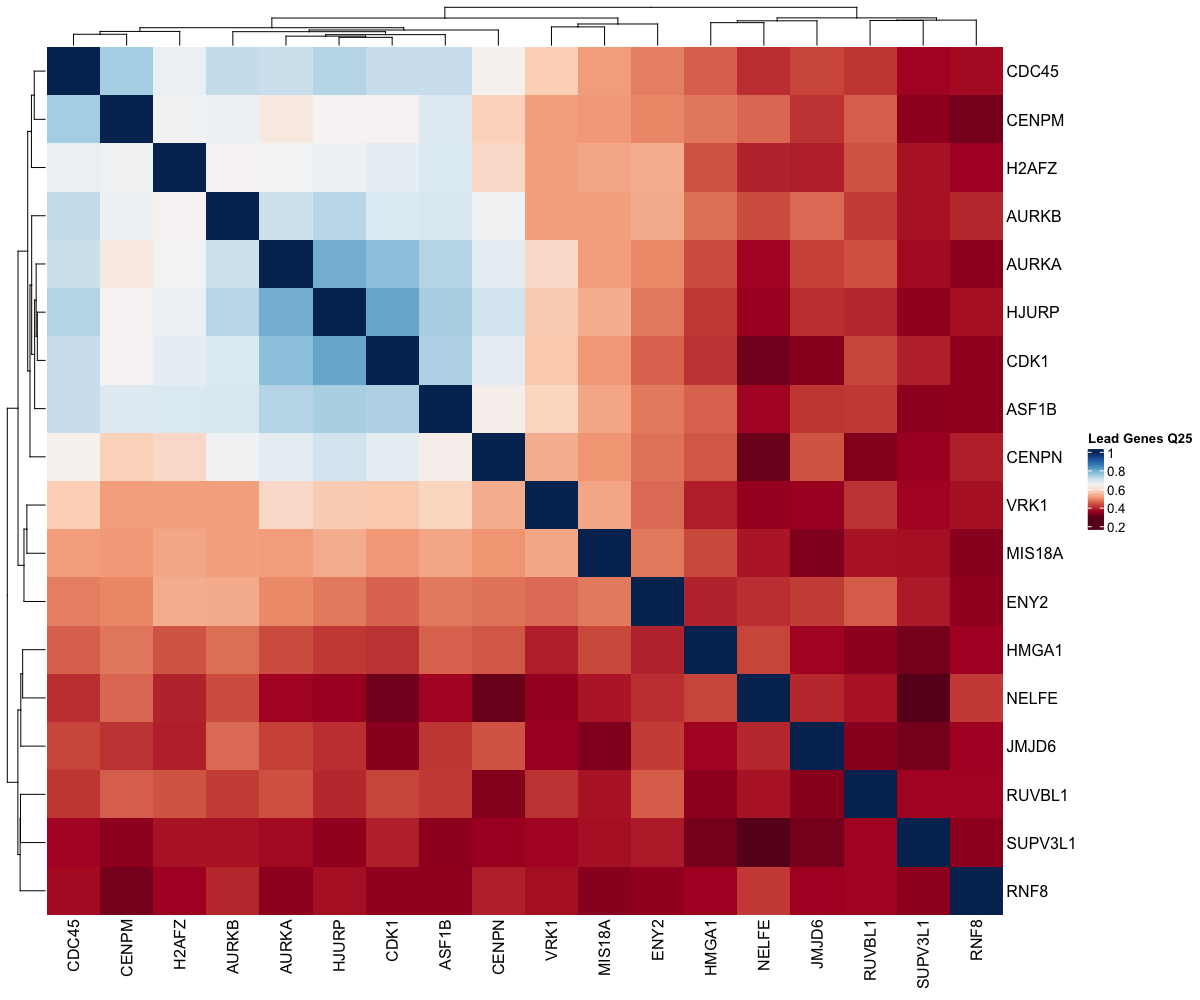 CDC45
CENPM
H2AFZ
AURKB
AURKA
HJURP
CDK1
ASF1B
CENPN
VRK1
MIS18A
ENY2
HMGA1
NELFE
JMJD6
RUVBL1
SUPV3L1
RNF8
Lead Genes Q25
1
0.8
0.6
0.4
0.2
CDC45 CENPM H2AFZ AURKB AURKA HJURP CDK1 ASF1B CENPN VRK1 MIS18A ENY2 HMGA1 NELFE JMJD6 RUVBL1 SUPV3L1 RNF8